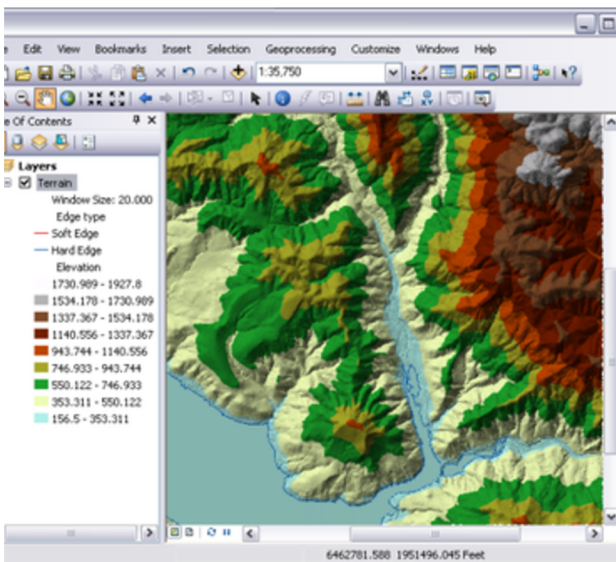 e Edit View Bookmarks Insert Selection Geoprocessing Customize Windows Help
1:35,750
e Of Contents
Layers
Terrain
Window Size: 20.000
Edge type
Soft Edge
Hard Edge
Elevation
1730.989 - 1927.8
1534.178 - 1730.989
1337.367 - 1534.178
1140.556 - 1337.367
943.744 - 1140.556
746.933 - 943.744
550.122 - 746.933
353.311 - 550.122
156.5 - 353.311
6462781.588 1951496.045 Feet